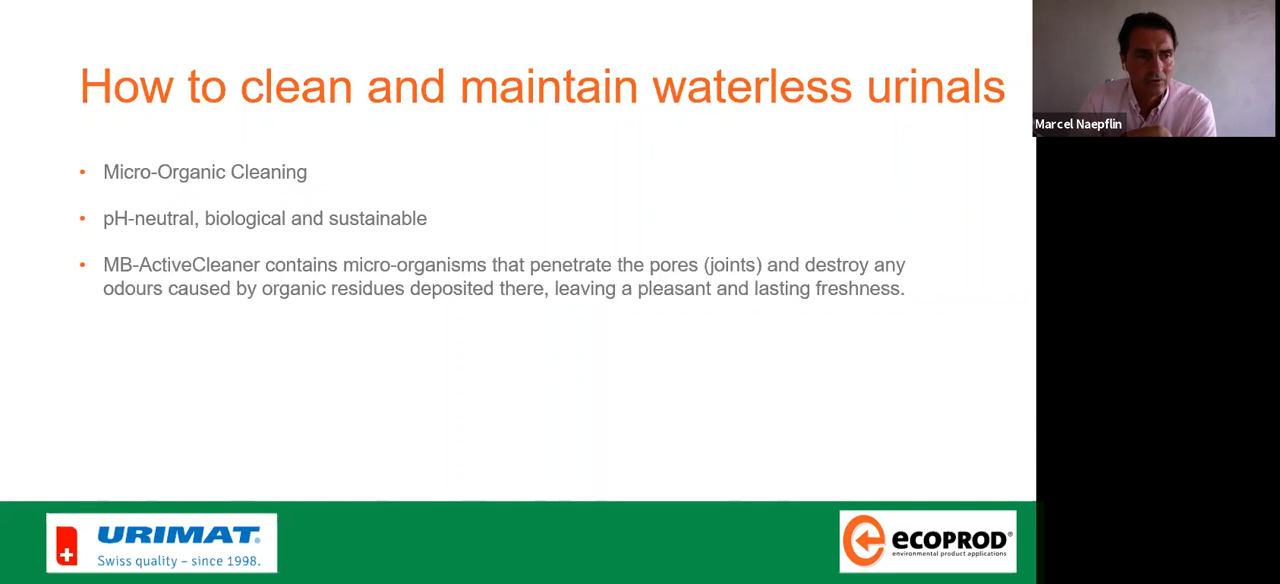 How to clean and maintain waterless urinals
Marcel Naepflin
• Micro-Organic Cleaning
• pH-neutral, biological and sustainable
• MB-ActiveCleaner contains micro-organisms that penetrate the pores (joints) and destroy any
odours caused by organic residues deposited there, leaving a pleasant and lasting freshness.
URIMAT®
Swiss quality – since 1998.
ECOPROD®
environmental product applications